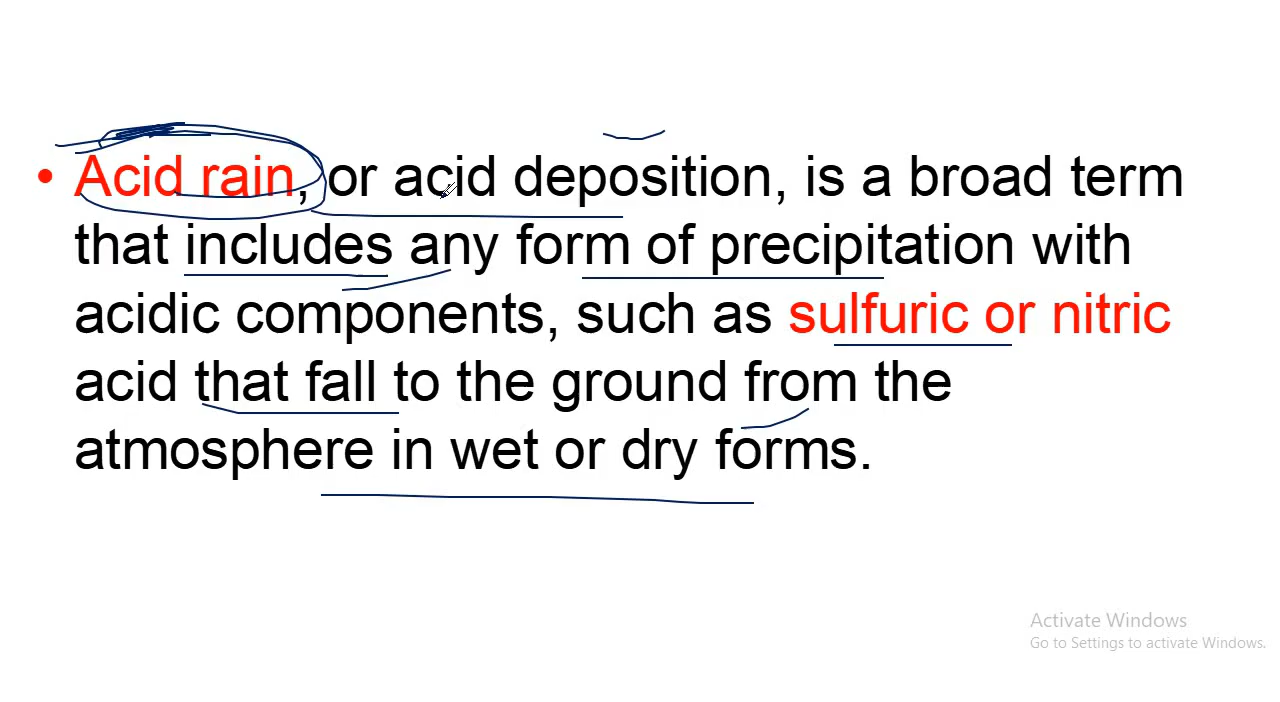 • Acid rain, or acid deposition, is a broad term
that includes any form of precipitation with
acidic components, such as sulfuric or nitric
acid that fall to the ground from the
atmosphere in wet or dry forms.
Activate Windows
Go to Settings to activate Windows.